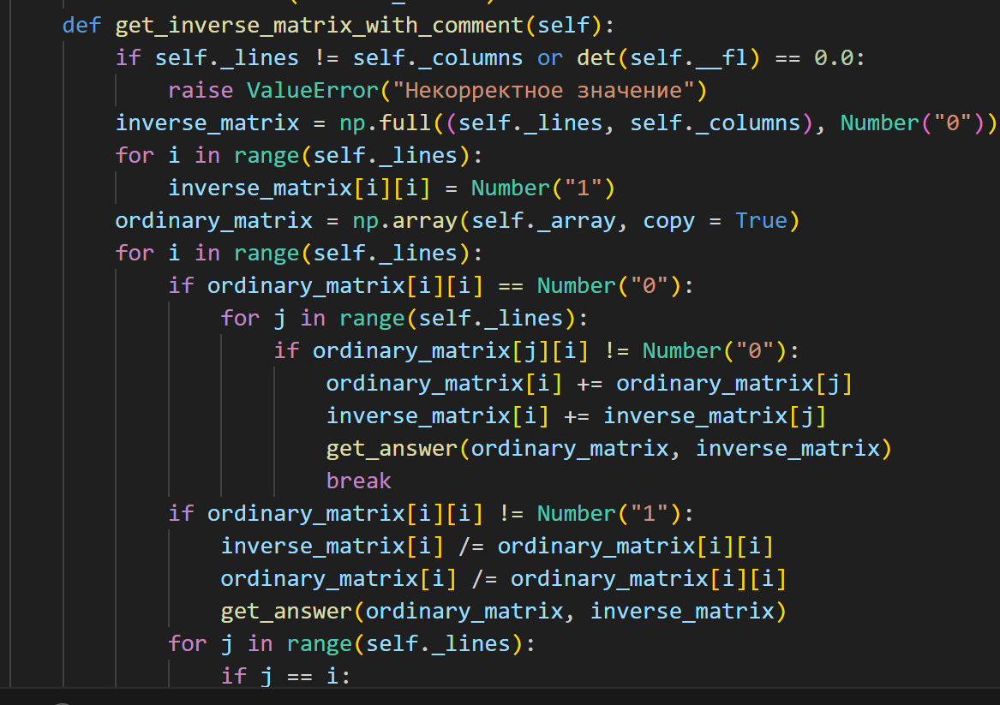 def get_inverse_matrix_with_comment(self):
if self._lines != self._columns or det(self.__fl) == 0.0:
raise ValueError("Некорректное значение")
inverse_matrix = np.full((self._lines, self._columns), Number("0"))
for i in range(self._lines):
inverse_matrix[i][i] = Number("1")
ordinary_matrix = np.array(self._array, copy = True)
for i in range(self._lines):
if ordinary_matrix[i][i] == Number("0"):
for j in range(self._lines):
if ordinary_matrix[j][i] != Number("0"):
ordinary_matrix[i] += ordinary_matrix[j]
inverse_matrix[i] += inverse_matrix[j]
get_answer(ordinary_matrix, inverse_matrix)
break
if ordinary_matrix[i][i] != Number("1"):
inverse_matrix[i] /= ordinary_matrix[i][i]
ordinary_matrix[i] /= ordinary_matrix[i][i]
get_answer(ordinary_matrix, inverse_matrix)
for j in range(self._lines):
if j == i: